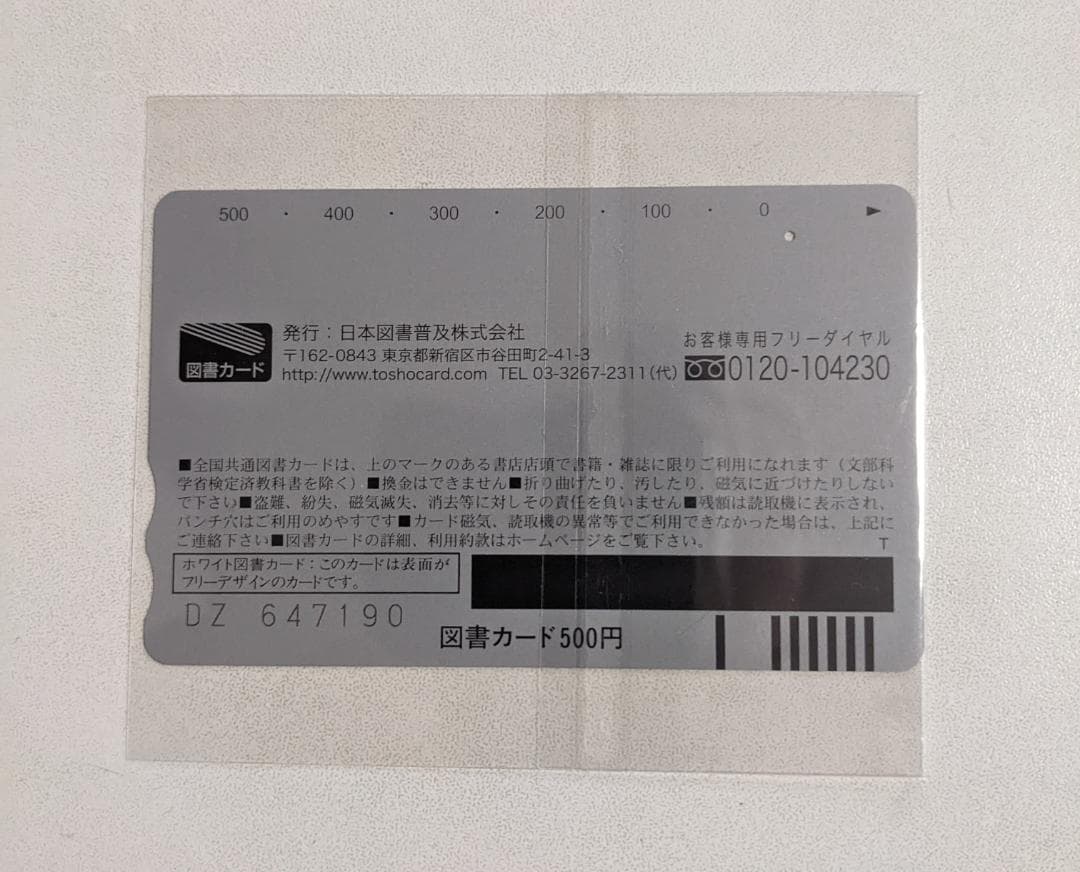 500 ・ 400 ・ 300 ・ 200 ・ 100 ・ 0 ▶
図書カード
発行：日本図書普及株式会社
〒162-0843 東京都新宿区市谷田町2-41-3
http://www.toshocard.com TEL 03-3267-2311(代)
お客様専用フリーダイヤル
0120-104230
■全国共通図書カードは、上のマークのある書店店頭で書籍・雑誌に限りご利用になれます（文部科
学省検定済教科書を除く）■換金はできません■折り曲げたり、汚したり、磁気に近づけたりしない
で下さい■盗難、紛失、磁気滅失、消去等に対しその責任を負いません■残額は読取機に表示され、
パンチ穴はご利用のめやすです■カード磁気、読取機の異常等でご利用できなかった場合は、上記に
ご連絡下さい■図書カードの詳細、利用約款はホームページをご覧下さい。
T
ホワイト図書カード：このカードは表面が
フリーデザインのカードです。
DZ 647190
図書カード500円